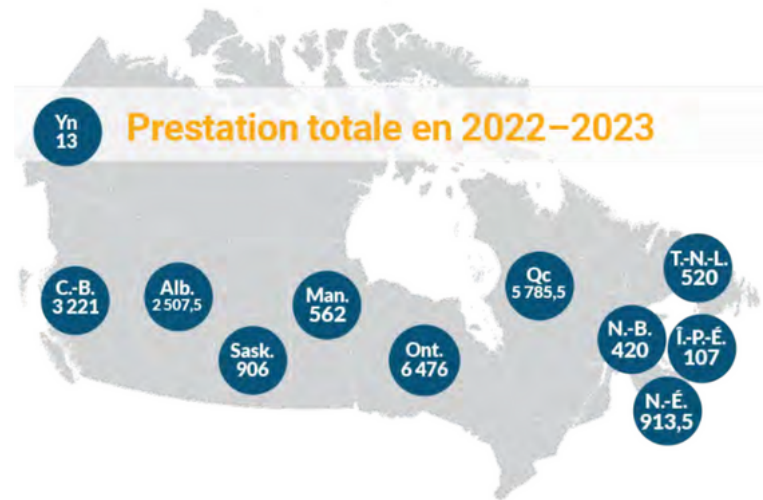 Yn
13
Prestation totale en 2022–2023
C.-B.
3 221
Alb.
2 507,5
Sask.
906
Man.
562
Ont.
6 476
Qc
5 785,5
T.-N.-L.
520
N.-B.
420
Î.-P.-É.
107
N.-É.
913,5